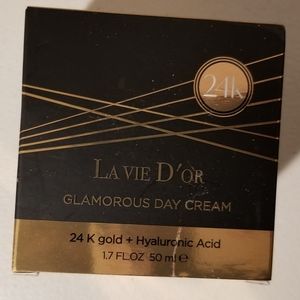 24K
LA VIE D'OR
GLAMOROUS DAY CREAM
24 K gold + Hyaluronic Acid
1.7 FL.OZ 50 ml ℮